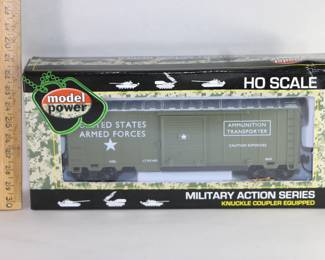 HO SCALE
model
power
UNITED STATES
ARMED FORCES
AMMUNITION
TRANSPORTER
CAUTION EXPLOSIVES
MILITARY ACTION SERIES
KNUCKLE COUPLER EQUIPPED